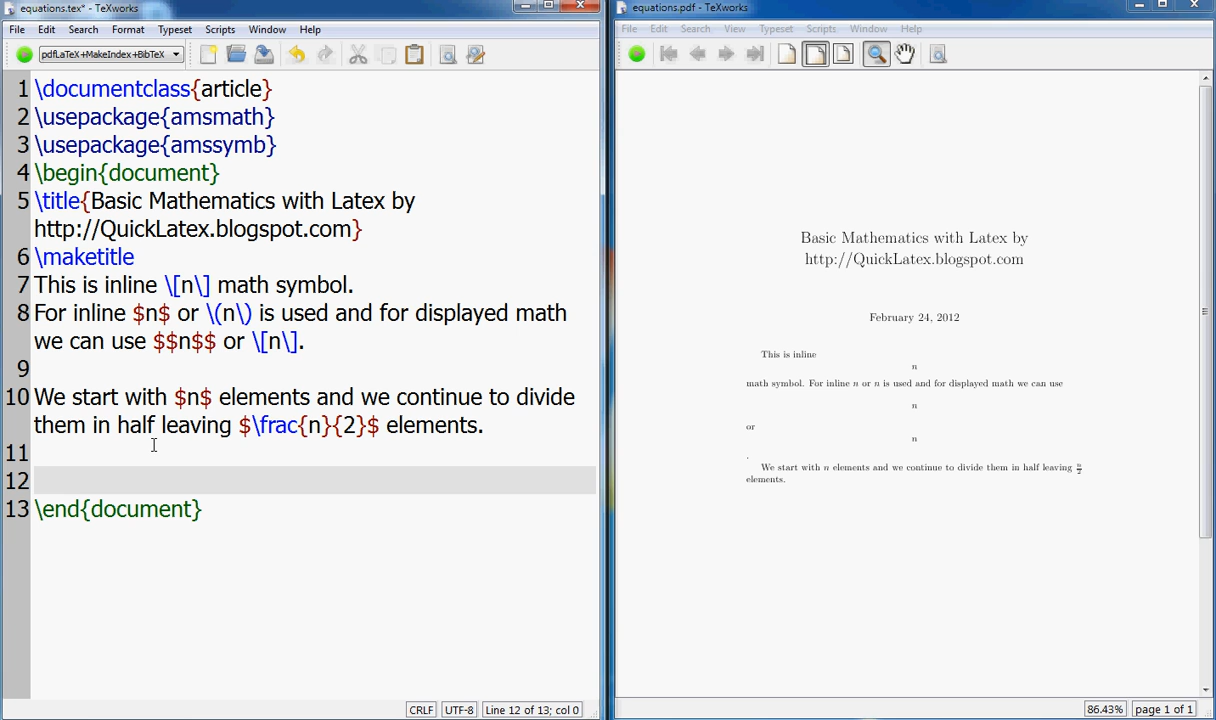 equations.tex* - TeXworks
File Edit Search Format Typeset Scripts Window Help
pdfLaTeX+MakeIndex+BibTeX
1 \documentclass{article}
2 \usepackage{amsmath}
3 \usepackage{amssymb}
4 \begin{document}
5 \title{Basic Mathematics with Latex by
http://QuickLatex.blogspot.com}
6 \maketitle
7 This is inline \[n\] math symbol.
8 For inline $n$ or \(n\) is used and for displayed math
we can use $$n$$ or \[n\].
9
10 We start with $n$ elements and we continue to divide
them in half leaving $\frac{n}{2}$ elements.
11
12
13 \end{document}
CRLF UTF-8 Line 12 of 13; col 0
equations.pdf - TeXworks
File Edit Search View Typeset Scripts Window Help
Basic Mathematics with Latex by
http://QuickLatex.blogspot.com
February 24, 2012
This is inline
n
math symbol. For inline n or n is used and for displayed math we can use
n
or
n
.
We start with n elements and we continue to divide them in half leaving n/2
elements.
86.43% page 1 of 1